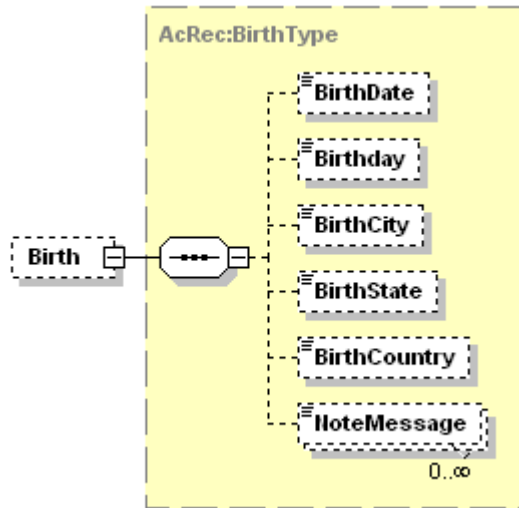 AcRec:BirthType
BirthDate
Birthday
BirthCity
Birth
BirthState
BirthCountry
NoteMessage
0..∞